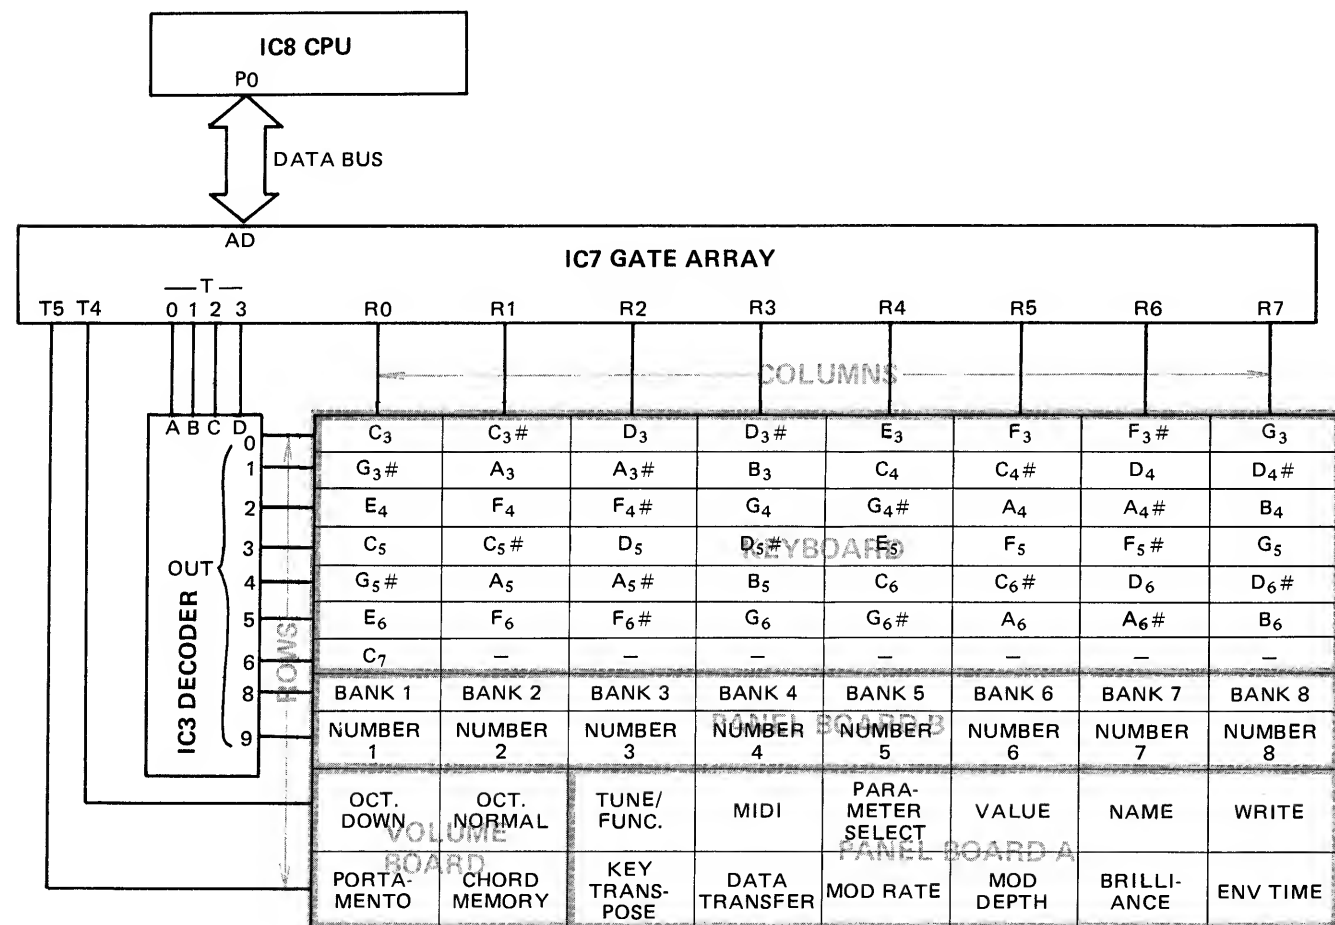 IC8 CPU
P0
DATA BUS
AD
IC7 GATE ARRAY
T
T5 T4 0 1 2 3 R0 R1 R2 R3 R4 R5 R6 R7
COLUMNS
A B C D
OUT
IC3 DECODER
ROWS
0 C3 C3# D3 D3# E3 F3 F3# G3
1 G3# A3 A3# B3 C4 C4# D4 D4#
2 E4 F4 F4# G4 G4# A4 A4# B4
3 C5 C5# D5 D5# E5 F5 F5# G5
KEYBOARD
4 G5# A5 A5# B5 C6 C6# D6 D6#
5 E6 F6 F6# G6 G6# A6 A6# B6
6 C7 – – – – – – –
8 BANK 1 BANK 2 BANK 3 BANK 4 BANK 5 BANK 6 BANK 7 BANK 8
PANEL BOARD B
9 NUMBER 1 NUMBER 2 NUMBER 3 NUMBER 4 NUMBER 5 NUMBER 6 NUMBER 7 NUMBER 8
OCT. DOWN OCT. NORMAL TUNE/ FUNC. MIDI PARA- METER SELECT VALUE NAME WRITE
VOLUME BOARD
PANEL BOARD A
PORTA- MENTO CHORD MEMORY KEY TRANS- POSE DATA TRANSFER MOD RATE MOD DEPTH BRILLI- ANCE ENV TIME